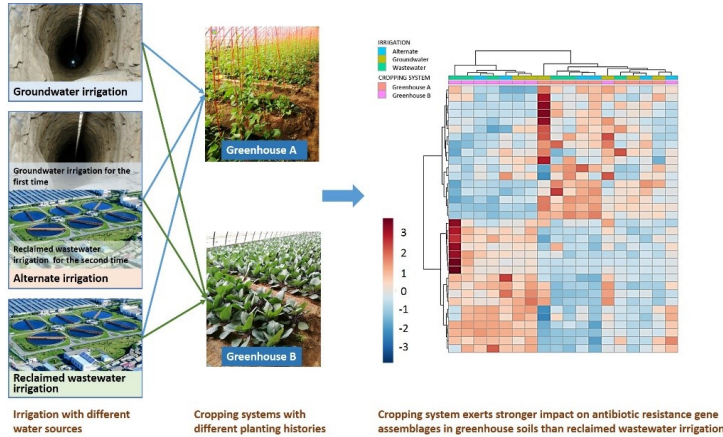 Groundwater irrigation
Groundwater irrigation for the
first time
Reclaimed wastewater
irrigation for the second time
Alternate irrigation
Reclaimed wastewater
irrigation
Greenhouse A
Greenhouse B
IRRIGATION
Alternate
Groundwater
Wastewater
CROPPING SYSTEM
Greenhouse A
Greenhouse B
3
2
1
0
-1
-2
-3
Irrigation with different
water sources
Cropping systems with
different planting histories
Cropping system exerts stronger impact on antibiotic resistance gene
assemblages in greenhouse soils than reclaimed wastewater irrigation